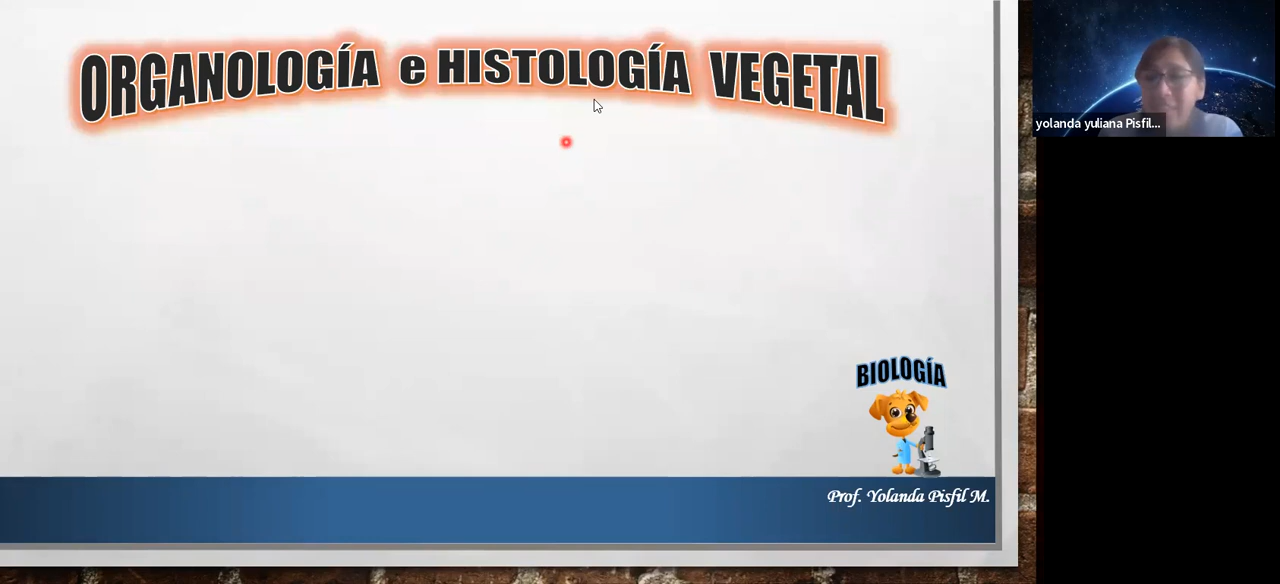 ORGANOLOGÍA e HISTOLOGÍA VEGETAL
yolanda yuliana Pisfil...
BIOLOGÍA
Prof. Yolanda Pisfil M.